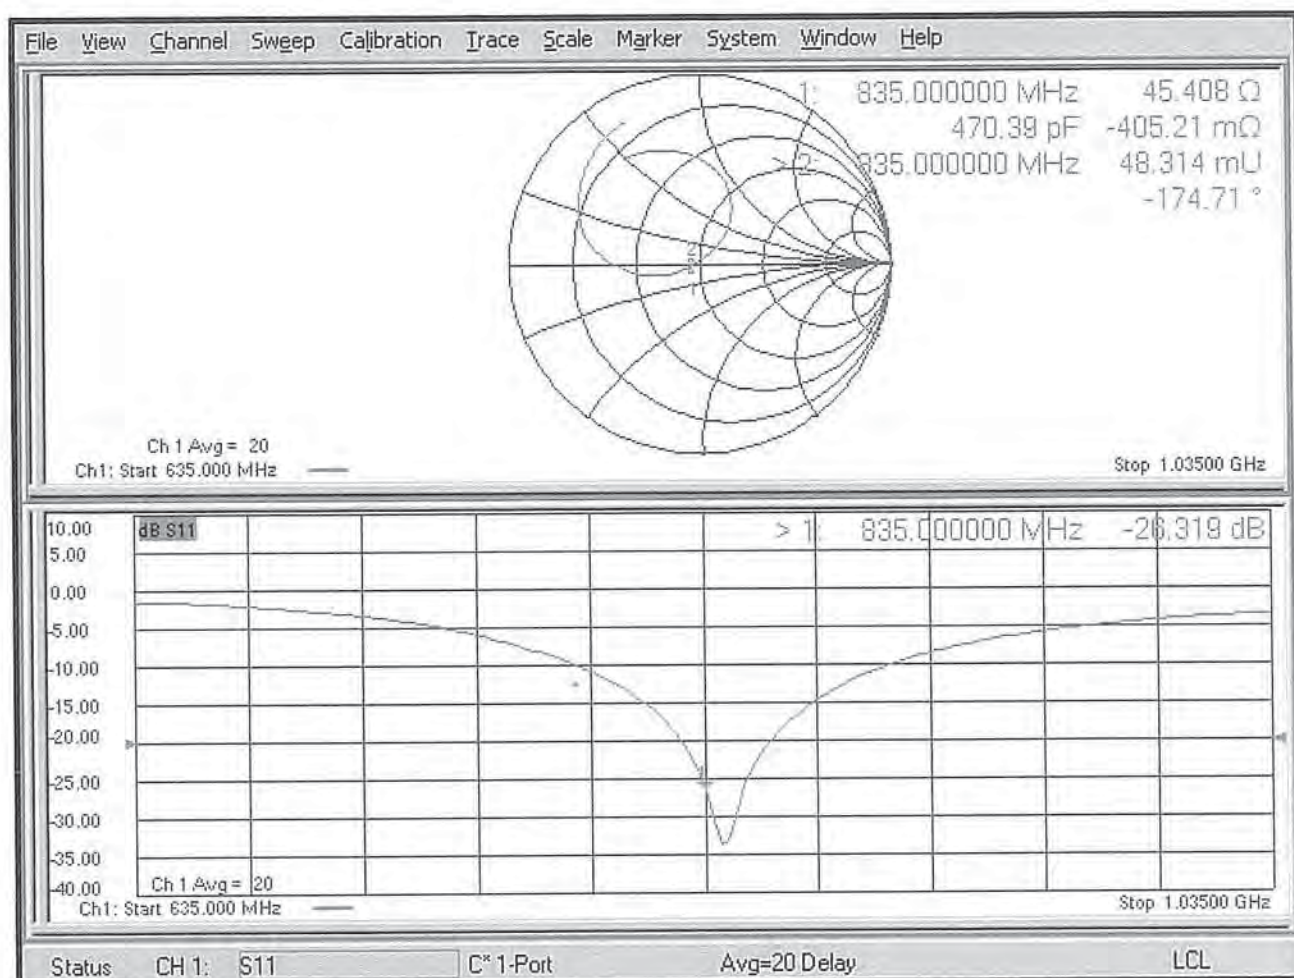 File View Channel Sweep Calibration Trace Scale Marker System Window Help
1: 835.000000 MHz 45.408 Ω
470.39 pF -405.21 mΩ
> 2: 835.000000 MHz 48.314 mU
-174.71 °
2
1
Ch 1 Avg = 20
Ch1: Start 635.000 MHz
Stop 1.03500 GHz
10.00
dB S11
> 1: 835.000000 MHz -26.319 dB
5.00
0.00
-5.00
-10.00
-15.00
-20.00
-25.00
1
-30.00
-35.00
-40.00
Ch 1 Avg = 20
Ch1: Start 635.000 MHz
Stop 1.03500 GHz
Status CH 1: S11 C* 1-Port Avg=20 Delay LCL